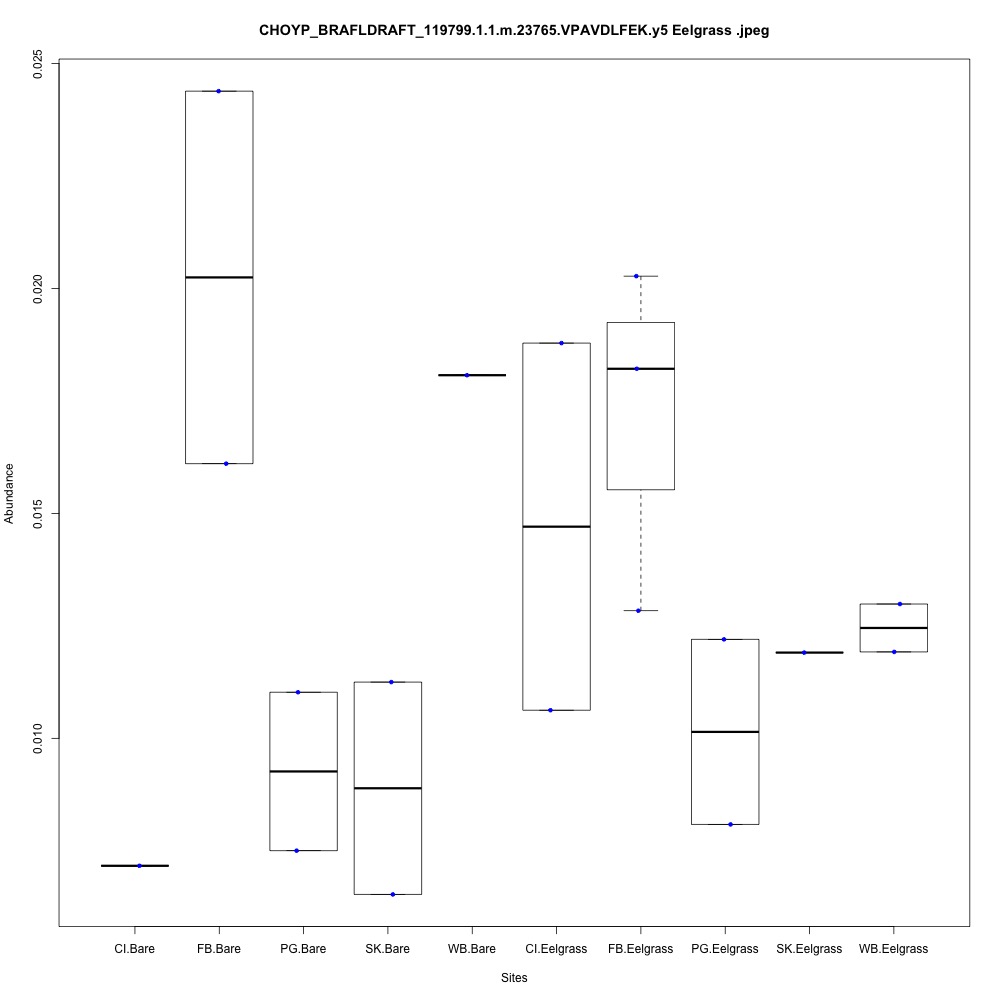 CHOYP_BRAFLDRAFT_119799.1.1.m.23765.VPAVDLFEK.y5 Eelgrass .jpeg
0.025
0.020
0.015
0.010
Abundance
CI.Bare FB.Bare PG.Bare SK.Bare WB.Bare CI.Eelgrass FB.Eelgrass PG.Eelgrass SK.Eelgrass WB.Eelgrass
Sites